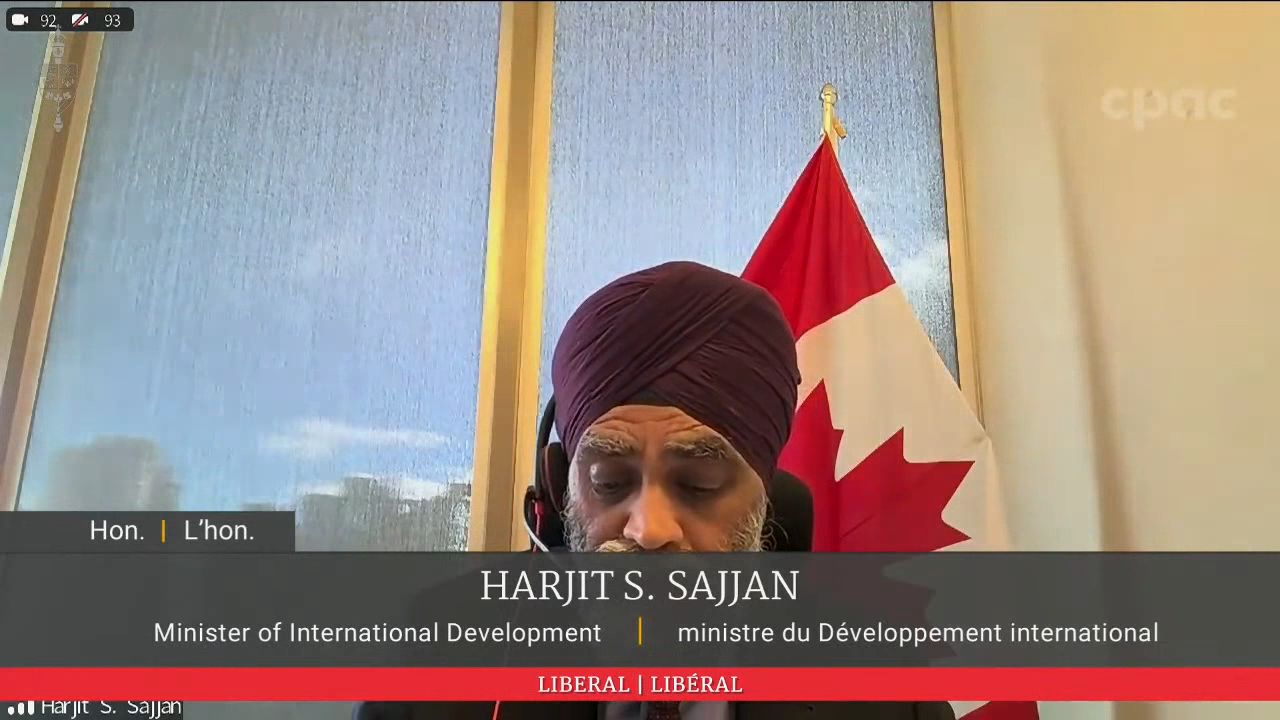 92 93
cpac
Hon. | L’hon.
HARJIT S. SAJJAN
Minister of International Development | ministre du Développement international
LIBERAL | LIBÉRAL
Harjit S. Sajjan